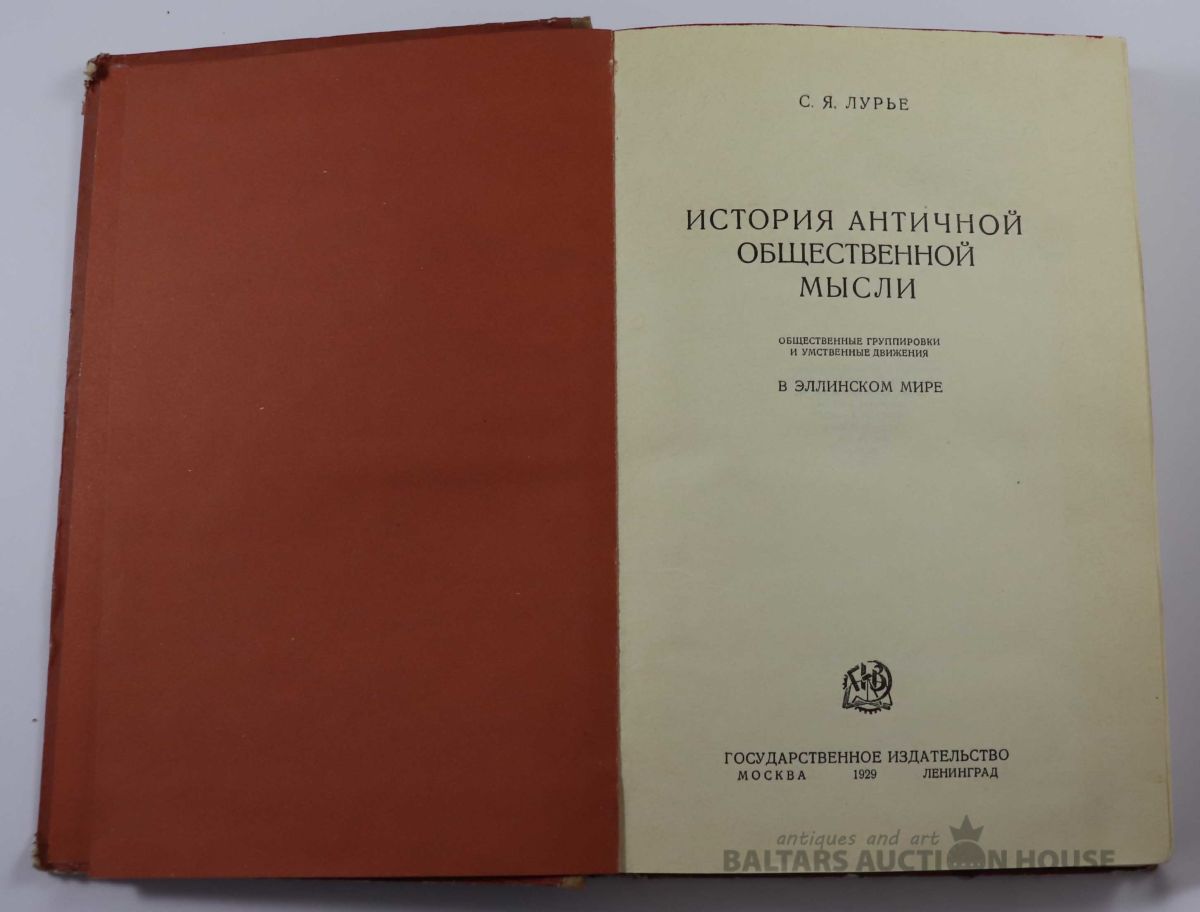 С. Я. ЛУРЬЕ
ИСТОРИЯ АНТИЧНОЙ
ОБЩЕСТВЕННОЙ
МЫСЛИ
ОБЩЕСТВЕННЫЕ ГРУППИРОВКИ
И УМСТВЕННЫЕ ДВИЖЕНИЯ
В ЭЛЛИНСКОМ МИРЕ
ГОСУДАРСТВЕННОЕ ИЗДАТЕЛЬСТВО
МОСКВА 1929 ЛЕНИНГРАД
antiques and art
BALTARS AUCTION HOUSE